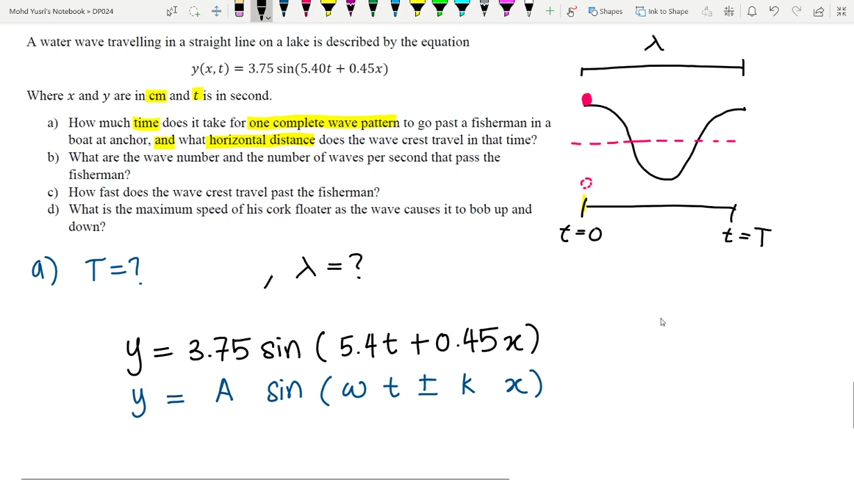 Mohd Yusri's Notebook » DP024
Shapes
Ink to Shape
A water wave travelling in a straight line on a lake is described by the equation
y(x,t) = 3.75 sin(5.40t + 0.45x)
Where x and y are in cm and t is in second.
a) How much time does it take for one complete wave pattern to go past a fisherman in a
boat at anchor, and what horizontal distance does the wave crest travel in that time?
b) What are the wave number and the number of waves per second that pass the
fisherman?
c) How fast does the wave crest travel past the fisherman?
d) What is the maximum speed of his cork floater as the wave causes it to bob up and
down?
λ
t=0
t=T
a) T=? , λ=?
y = 3.75 sin ( 5.4t + 0.45x)
y = A sin ( ω t ± k x)